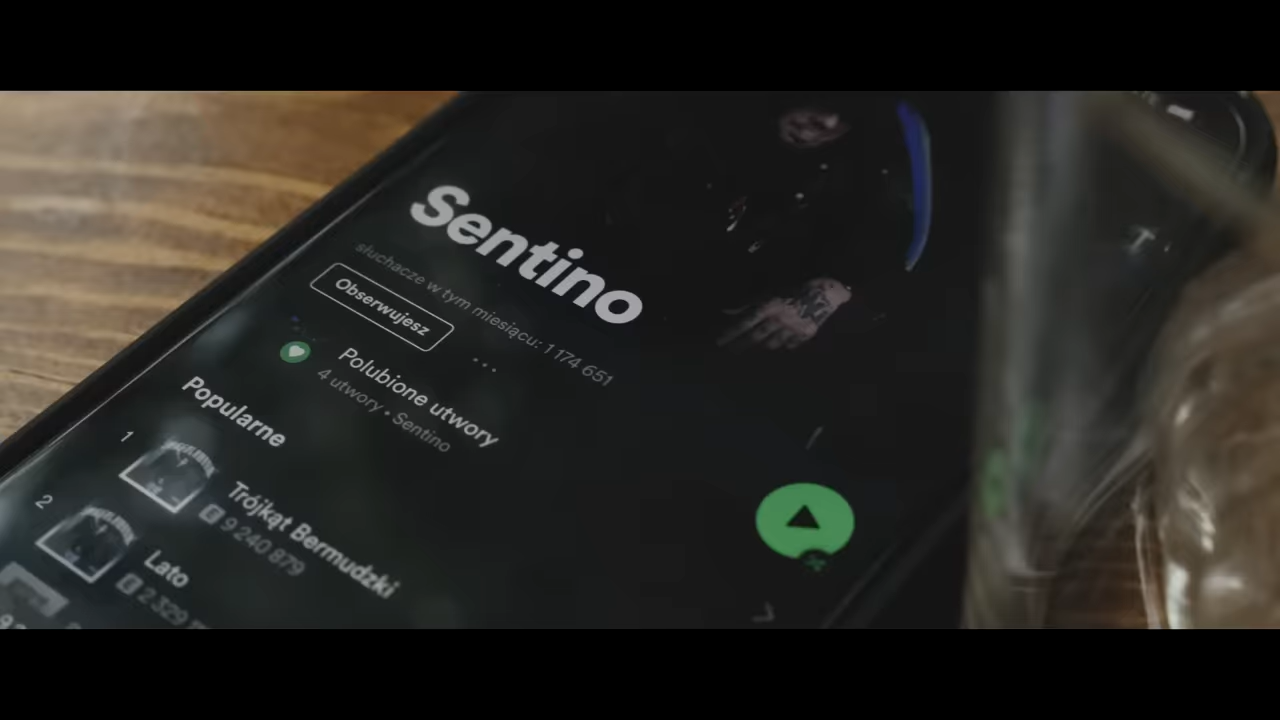 Sentino
słuchacze w tym miesiącu: 1 174 651
Obserwujesz
Polubione utwory
4 utwory • Sentino
Popularne
1
Trójkąt Bermudzki
E 9 240 879
2
Lato
E 2 329